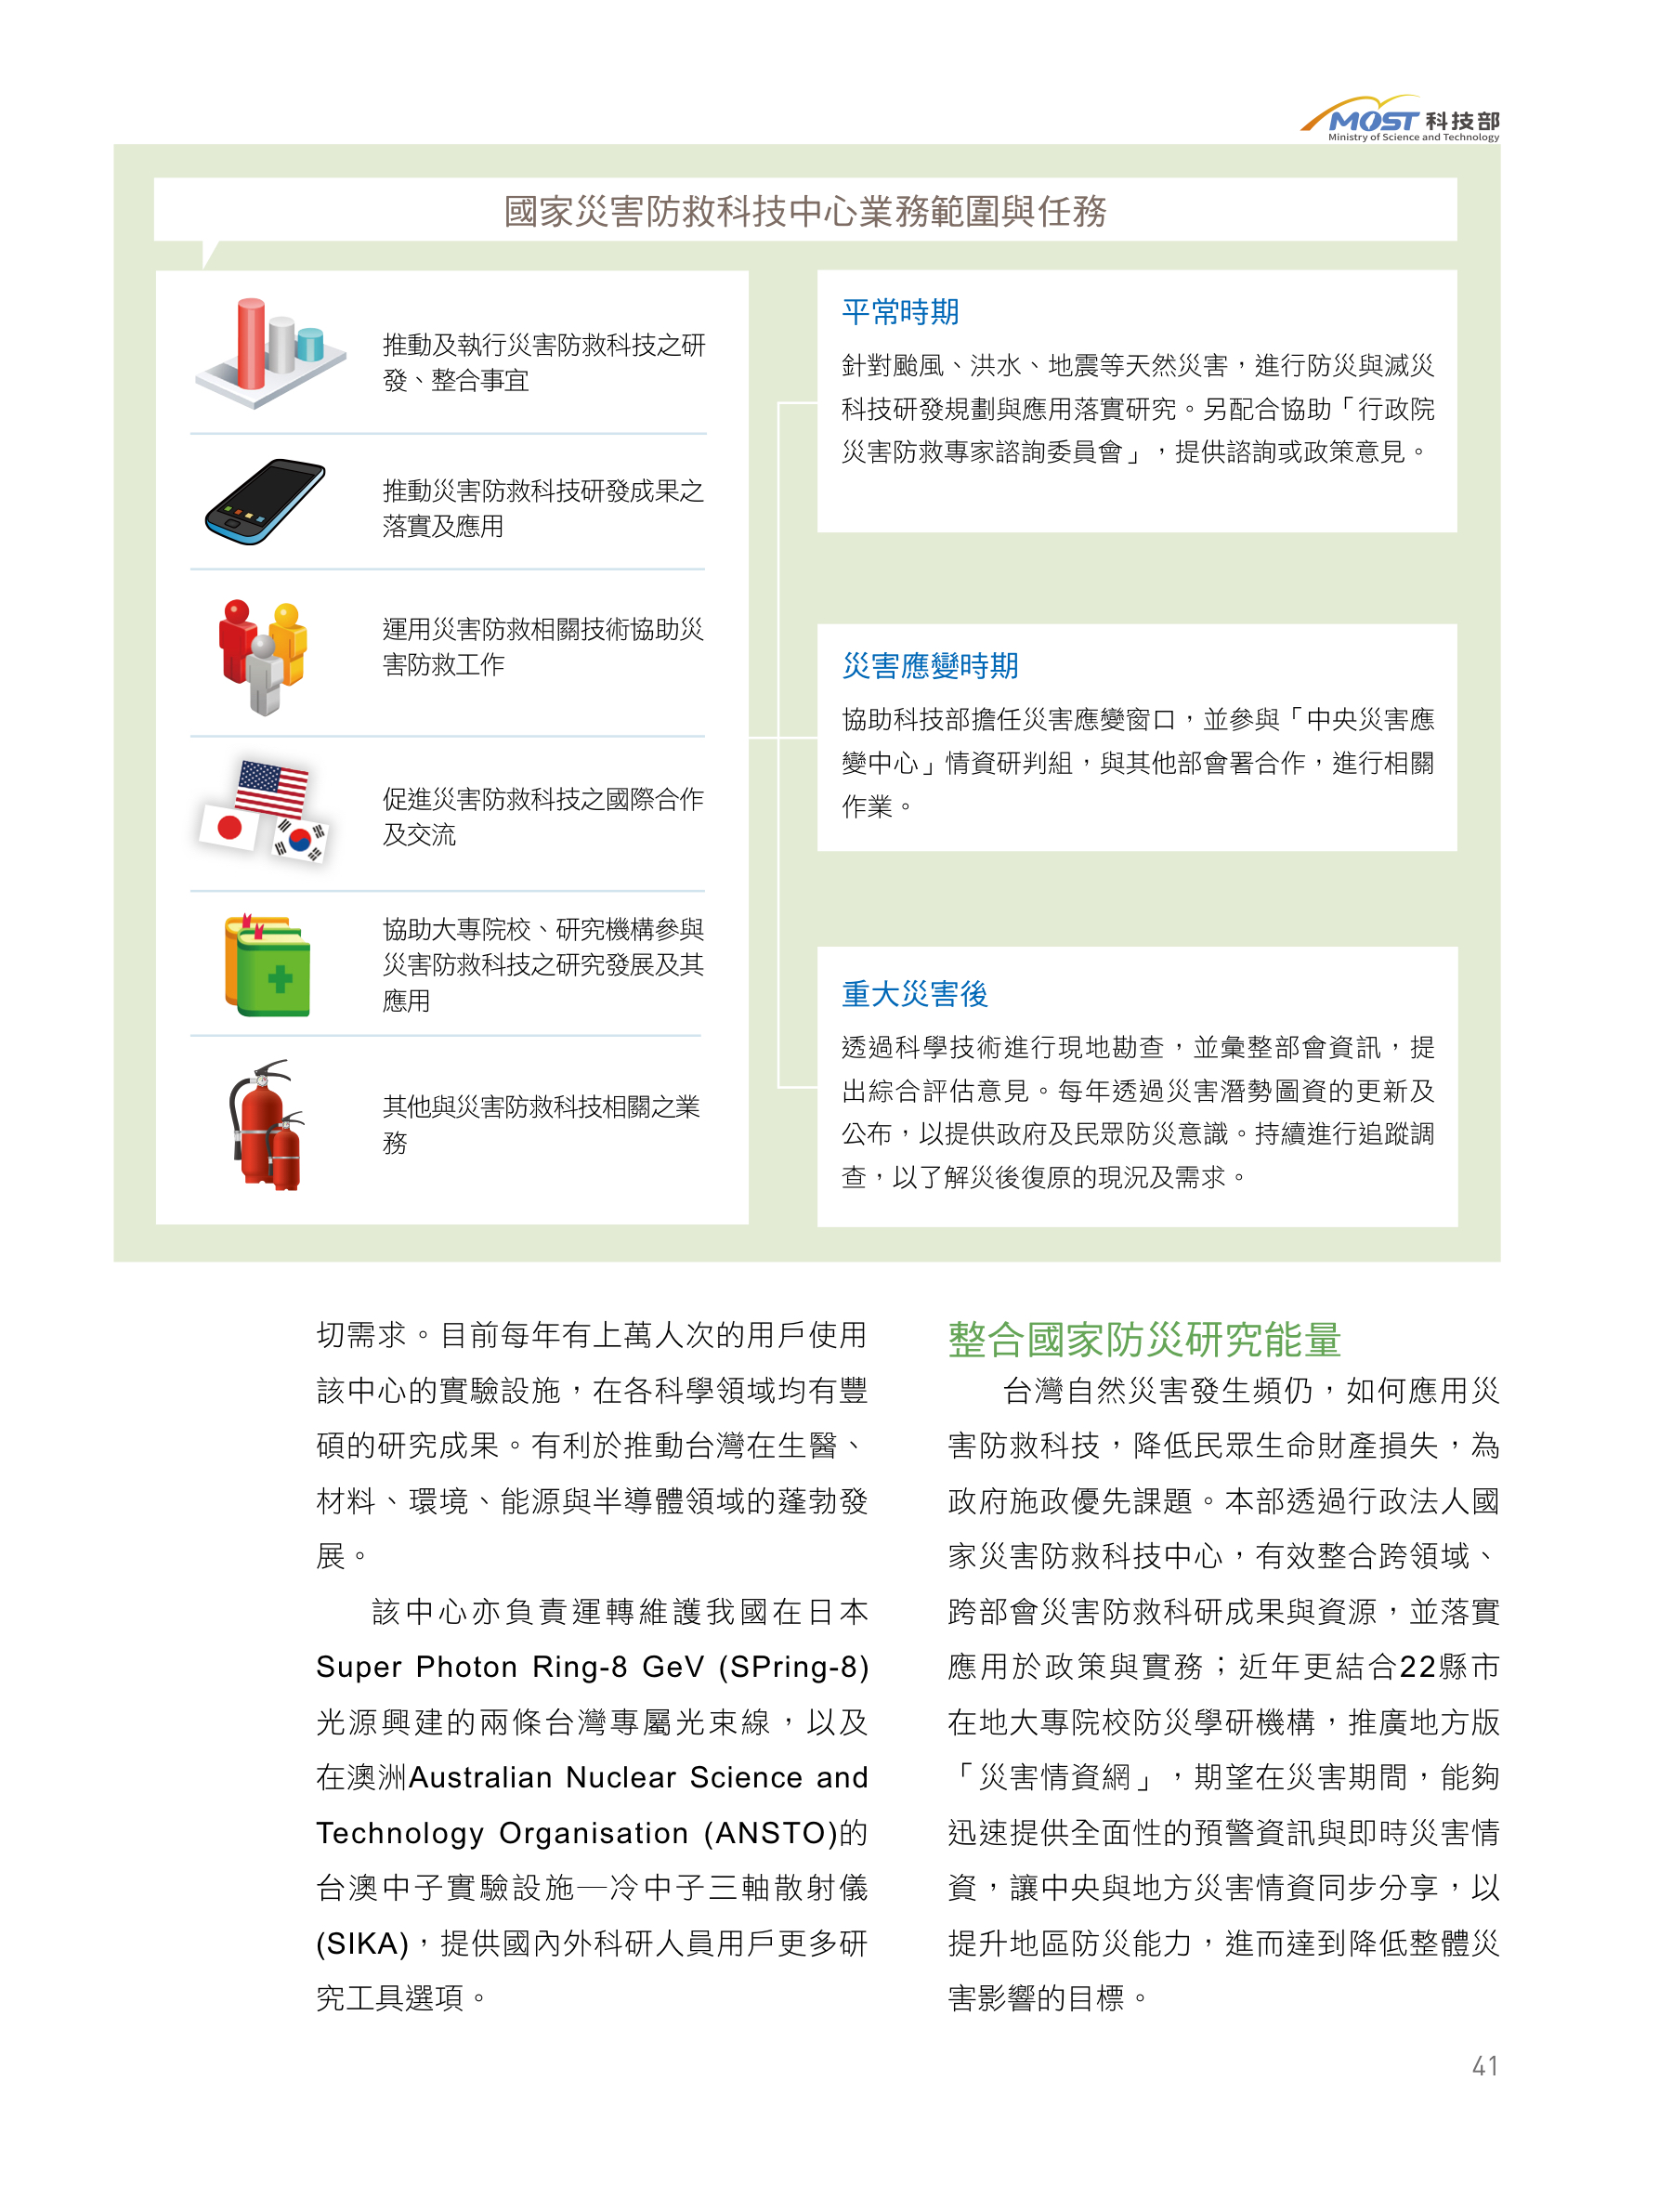 MOST 科技部
Ministry of Science and Technology
國家災害防救科技中心業務範圍與任務
推動及執行災害防救科技之研
發、整合事宜
推動災害防救科技研發成果之
落實及應用
運用災害防救相關技術協助災
害防救工作
促進災害防救科技之國際合作
及交流
協助大專院校、研究機構參與
災害防救科技之研究發展及其
應用
其他與災害防救科技相關之業
務
平常時期
針對颱風、洪水、地震等天然災害，進行防災與減災
科技研發規劃與應用落實研究。另配合協助「行政院
災害防救專家諮詢委員會」，提供諮詢或政策意見。
災害應變時期
協助科技部擔任災害應變窗口，並參與「中央災害應
變中心」情資研判組，與其他部會署合作，進行相關
作業。
重大災害後
透過科學技術進行現地勘查，並彙整部會資訊，提
出綜合評估意見。每年透過災害潛勢圖資的更新及
公布，以提供政府及民眾防災意識。持續進行追蹤調
查，以了解災後復原的現況及需求。
切需求。目前每年有上萬人次的用戶使用
該中心的實驗設施，在各科學領域均有豐
碩的研究成果。有利於推動台灣在生醫、
材料、環境、能源與半導體領域的蓬勃發
展。
該中心亦負責運轉維護我國在日本
Super Photon Ring-8 GeV (SPring-8)
光源興建的兩條台灣專屬光束線，以及
在澳洲Australian Nuclear Science and
Technology Organisation (ANSTO)的
台澳中子實驗設施—冷中子三軸散射儀
(SIKA)，提供國內外科研人員用戶更多研
究工具選項。
整合國家防災研究能量
台灣自然災害發生頻仍，如何應用災
害防救科技，降低民眾生命財產損失，為
政府施政優先課題。本部透過行政法人國
家災害防救科技中心，有效整合跨領域、
跨部會災害防救科研成果與資源，並落實
應用於政策與實務；近年更結合22縣市
在地大專院校防災學研機構，推廣地方版
「災害情資網」，期望在災害期間，能夠
迅速提供全面性的預警資訊與即時災害情
資，讓中央與地方災害情資同步分享，以
提升地區防災能力，進而達到降低整體災
害影響的目標。
41